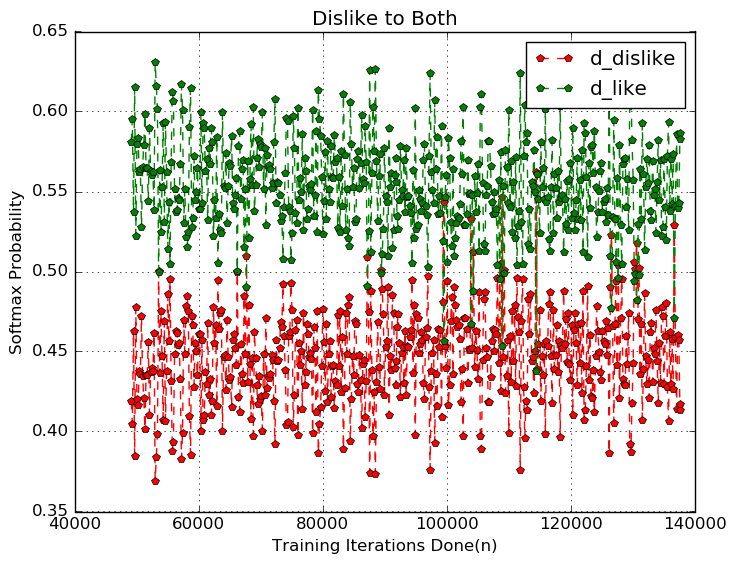 Dislike to Both
d_dislike
d_like
Softmax Probability
0.65
0.60
0.55
0.50
0.45
0.40
0.35
40000 60000 80000 100000 120000 140000
Training Iterations Done(n)